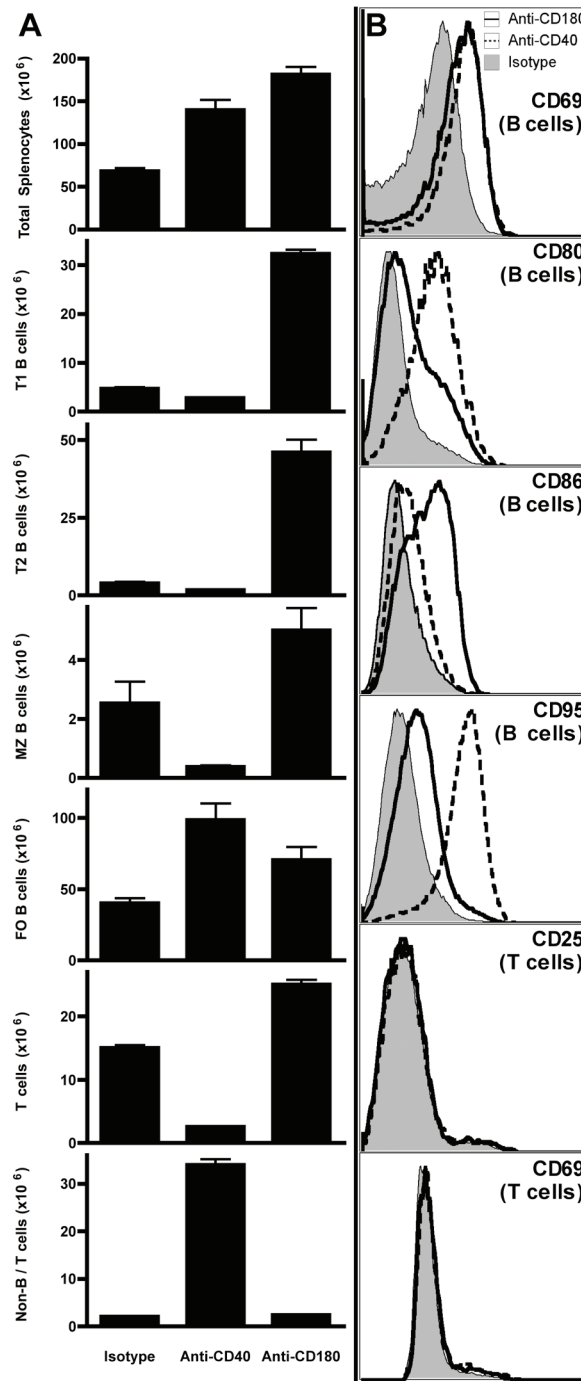 A
Total Splenocytes (x10⁶)
200
150
100
50
0
T1 B cells (x10⁶)
30
20
10
0
T2 B cells (x10⁶)
50
25
0
MZ B cells (x10⁶)
4
2
0
FO B cells (x10⁶)
100
50
0
T cells (x10⁶)
20
10
0
Non-B / T cells (x10⁶)
30
20
10
0
Isotype Anti-CD40 Anti-CD180
B
Anti-CD180
Anti-CD40
Isotype
CD69
(B cells)
CD80
(B cells)
CD86
(B cells)
CD95
(B cells)
CD25
(T cells)
CD69
(T cells)